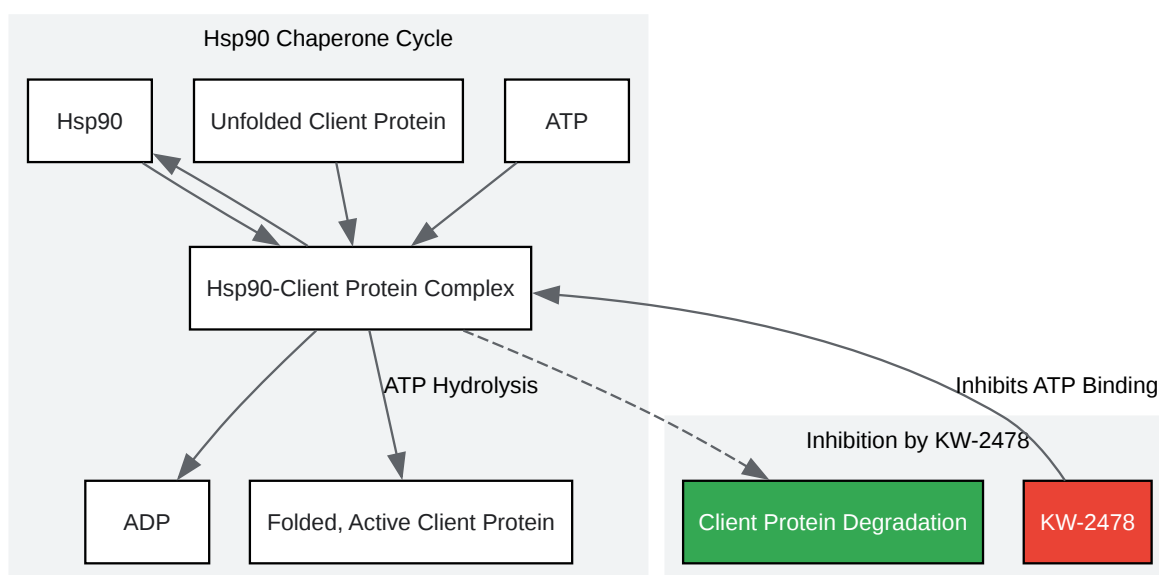 Hsp90 Chaperone Cycle
Hsp90
Unfolded Client Protein
ATP
Hsp90-Client Protein Complex
ATP Hydrolysis
Inhibits ATP Binding
Inhibition by KW-2478
ADP
Folded, Active Client Protein
Client Protein Degradation
KW-2478